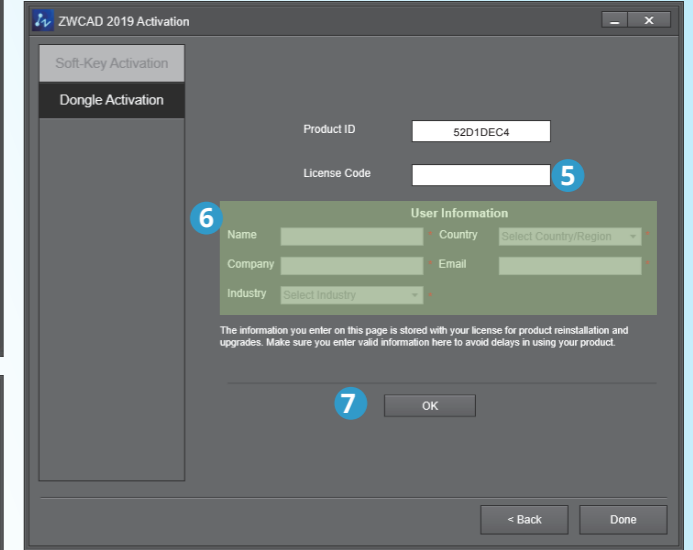 ZWCAD 2019 Activation
Soft-Key Activation
Dongle Activation
Product ID 52D1DEC4
License Code 5
6 User Information
Name * Country Select Country/Region *
Company * Email *
Industry Select Industry *
The information you enter on this page is stored with your license for product reinstallation and
upgrades. Make sure you enter valid information here to avoid delays in using your product.
7 OK
< Back Done